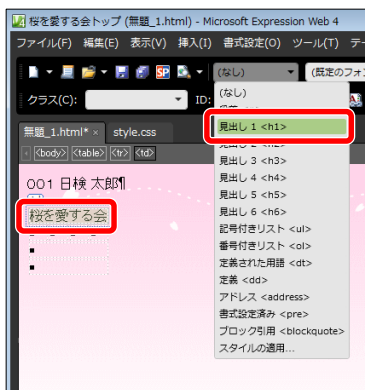 桜を愛する会トップ (無題_1.html) - Microsoft Expression Web 4
ファイル(F) 編集(E) 表示(V) 挿入(I) 書式設定(O) ツール(T)
(なし) (既定のフォ
クラス(C): ID:
(なし)
見出し 1 <h1>
見出し 2 <h2>
見出し 3 <h3>
見出し 4 <h4>
見出し 5 <h5>
見出し 6 <h6>
記号付きリスト <ul>
番号付きリスト <ol>
定義された用語 <dt>
定義 <dd>
アドレス <address>
書式設定済み <pre>
ブロック引用 <blockquote>
スタイルの適用...
無題_1.html* × style.css
<body> <table> <tr> <td>
001 日検 太郎¶
桜を愛する会